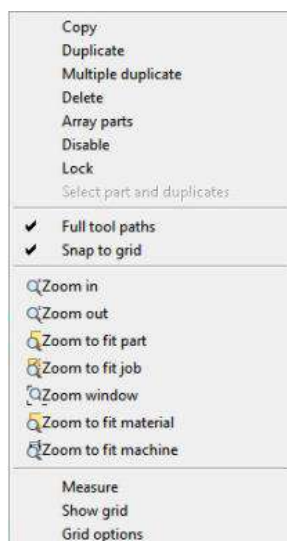 Copy
Duplicate
Multiple duplicate
Delete
Array parts
Disable
Lock
Select part and duplicates
Full tool paths
Snap to grid
Zoom in
Zoom out
Zoom to fit part
Zoom to fit job
Zoom window
Zoom to fit material
Zoom to fit machine
Measure
Show grid
Grid options